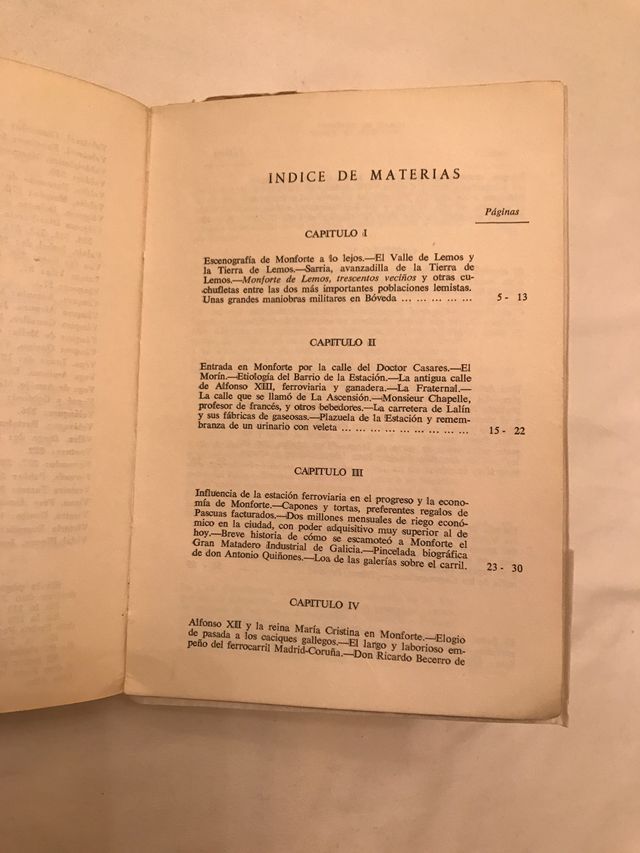 INDICE DE MATERIAS
Páginas
CAPITULO I
Escenografía de Monforte a lo lejos.—El Valle de Lemos y
la Tierra de Lemos.—Sarria, avanzadilla de la Tierra de
Lemos.—Monforte de Lemos, trescentos veciños y otras cu-
chufletas entre las dos más importantes poblaciones lemistas.
Unas grandes maniobras militares en Bóveda ... ... ... ... ... 5 - 13
CAPITULO II
Entrada en Monforte por la calle del Doctor Casares.—El
Morín.—Etiología del Barrio de la Estación.—La antigua calle
de Alfonso XIII, ferroviaria y ganadera.—La Fraternal.—
La calle que se llamó de La Ascensión.—Monsieur Chapelle,
profesor de francés, y otros bebedores.—La carretera de Lalín
y sus fábricas de gaseosas.—Plazuela de la Estación y remem-
branza de un urinario con veleta ... ... ... ... ... ... ... ... ... 15 - 22
CAPITULO III
Influencia de la estación ferroviaria en el progreso y la econo-
mía de Monforte.—Capones y tortas, preferentes regalos de
Pascuas facturados.—Dos millones mensuales de riego econó-
mico en la ciudad, con poder adquisitivo muy superior al de
hoy.—Breve historia de cómo se escamoteó a Monforte el
Gran Matadero Industrial de Galicia.—Pincelada biográfica
de don Antonio Quiñones.—Loa de las galerías sobre el carril. 23 - 30
CAPITULO IV
Alfonso XII y la reina María Cristina en Monforte.—Elogio
de pasada a los caciques gallegos.—El largo y laborioso em-
peño del ferrocarril Madrid-Coruña.—Don Ricardo Becerro de